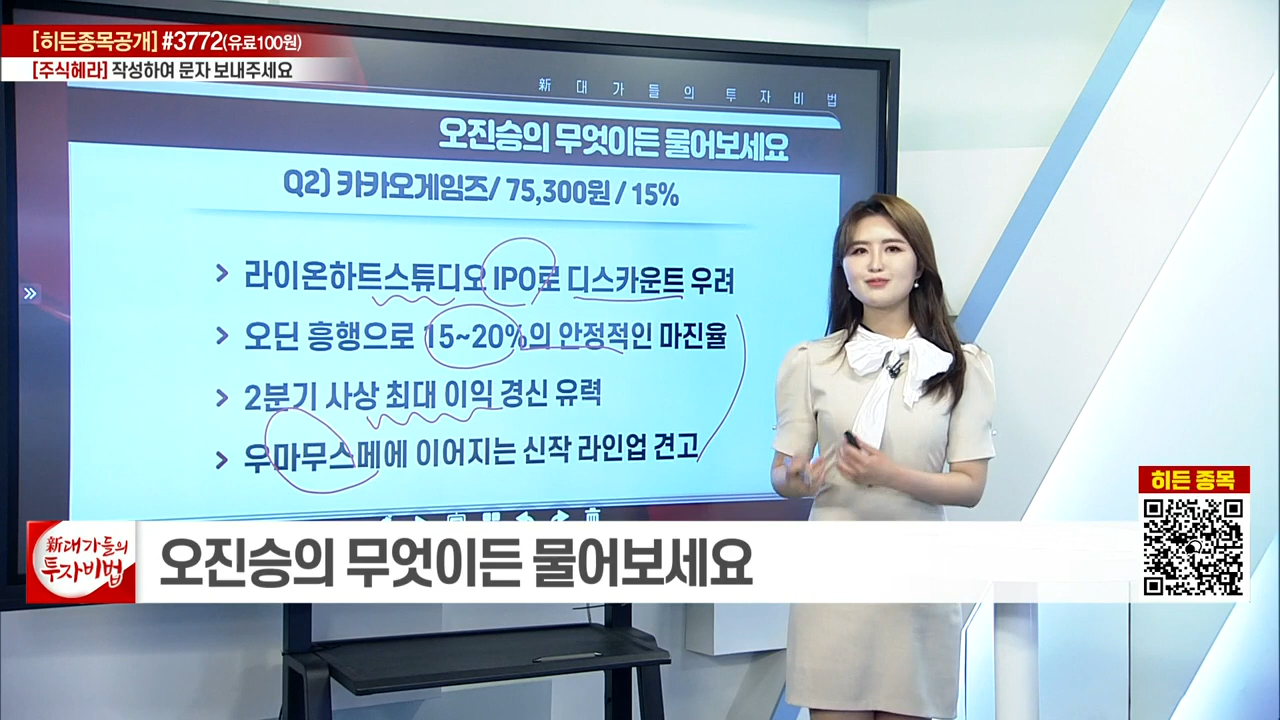 [히든종목공개] #3772(유료100원)
[주식헤라] 작성하여 문자 보내주세요
新 대가들의 투자비법
오진승의 무엇이든 물어보세요
Q2) 카카오게임즈/ 75,300원 / 15%
› 라이온하트스튜디오 IPO로 디스카운트 우려
› 오딘 흥행으로 15~20%의 안정적인 마진율
› 2분기 사상 최대 이익 경신 유력
› 우마무스메에 이어지는 신작 라인업 견고
»
히든 종목
新대가들의
투자비법
오진승의 무엇이든 물어보세요